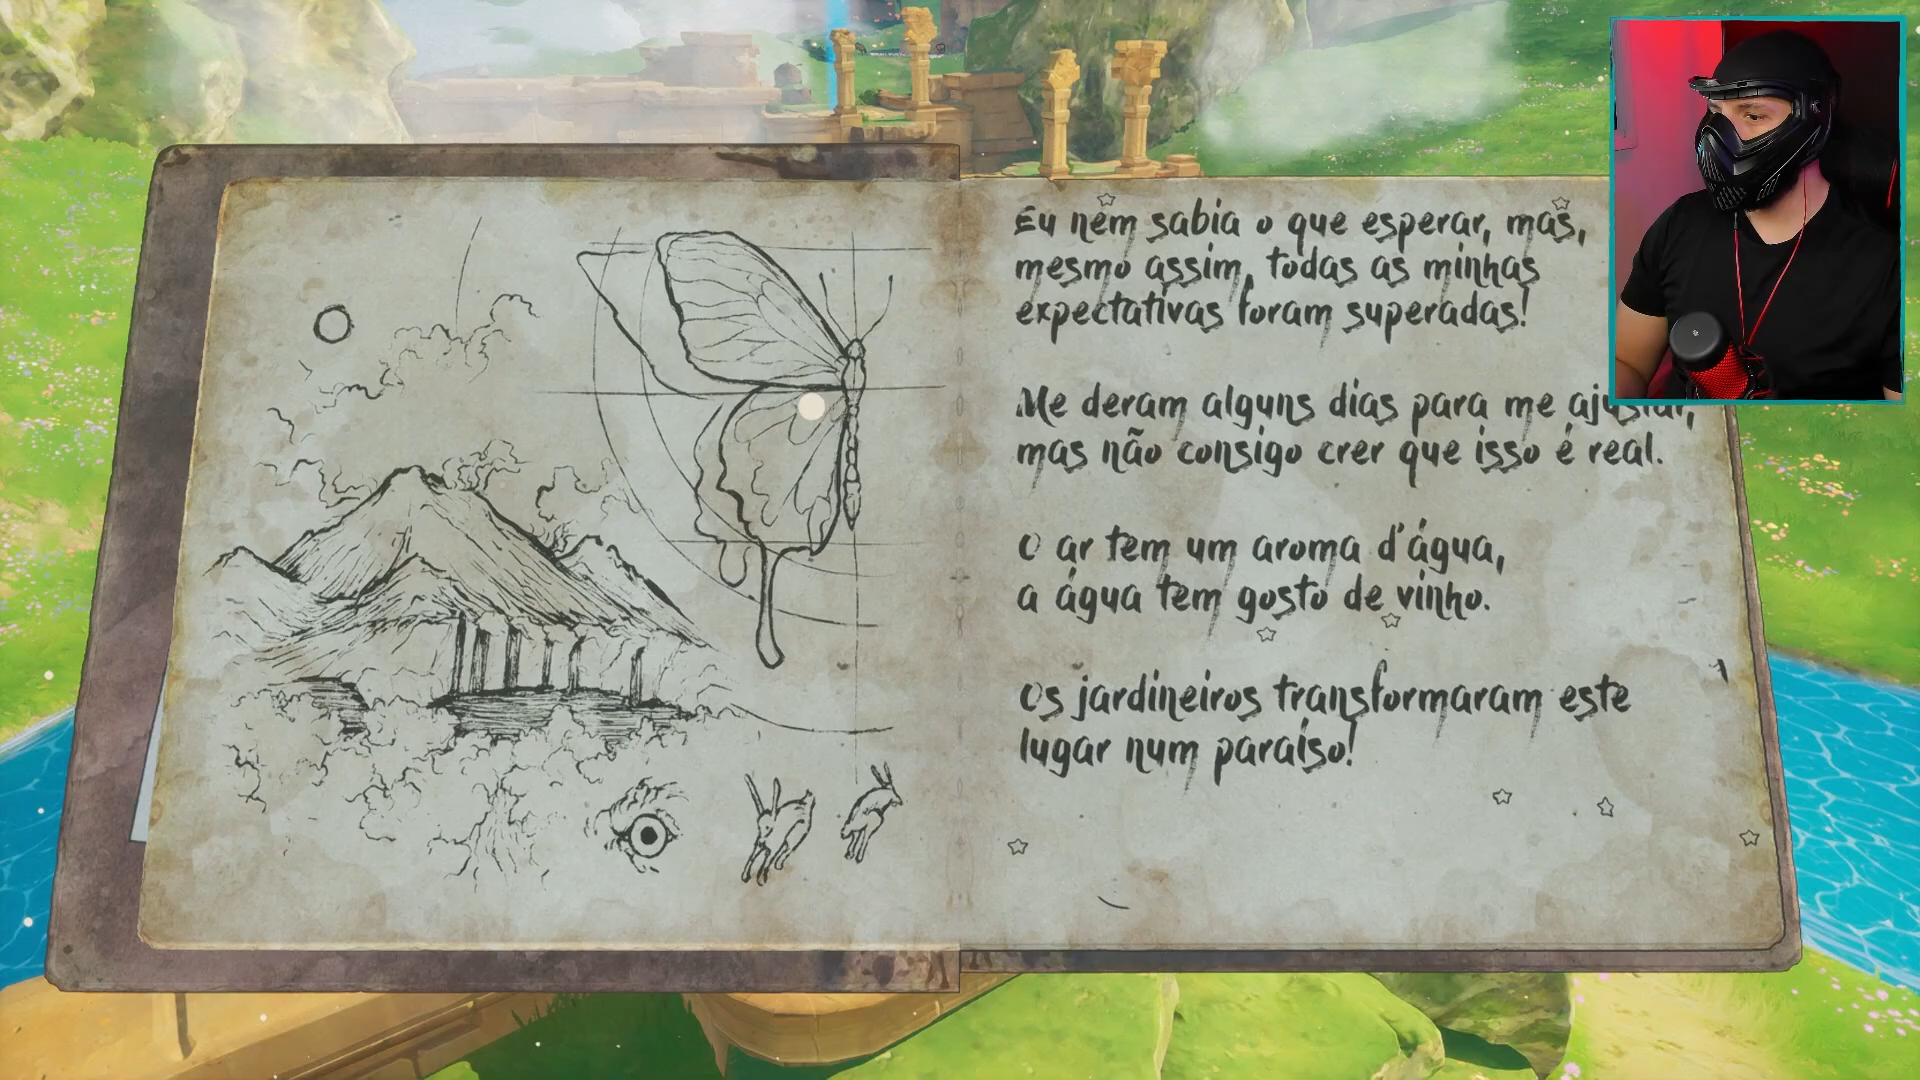 Eu nem sabia o que esperar, mas,
mesmo assim, todas as minhas
expectativas foram superadas!
Me deram alguns dias para me ajustar,
mas não consigo crer que isso é real.
O ar tem um aroma d'água,
a água tem gosto de vinho.
Os jardineiros transformaram este
lugar num paraíso!